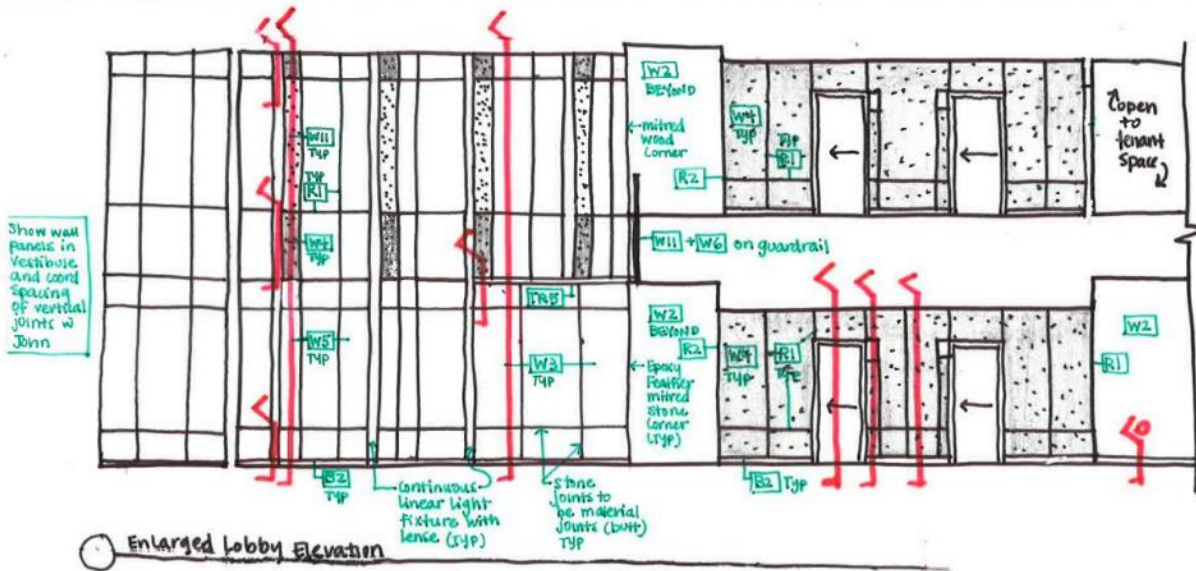 W11
TYP
TYP
R1
W4
TYP
W5
TYP
B2
TYP
Show wall
panels in
vestibule
and coord
spacing
of vertical
joints w
John
W3
TYP
continuous
linear light
fixture with
lense (TYP)
stone
joints to
be material
joints (butt)
TYP
W2
BEYOND
mitred
wood
corner
R2
W4
TYP
TYP
R1
open
to
tenant
space
W11 + W6 on guardrail
W2
BEYOND
R2
Epoxy
Feather
mitred
stone
corner
(TYP)
W4
TYP
R1
TYP
B2 TYP
W2
R1
Enlarged Lobby Elevation